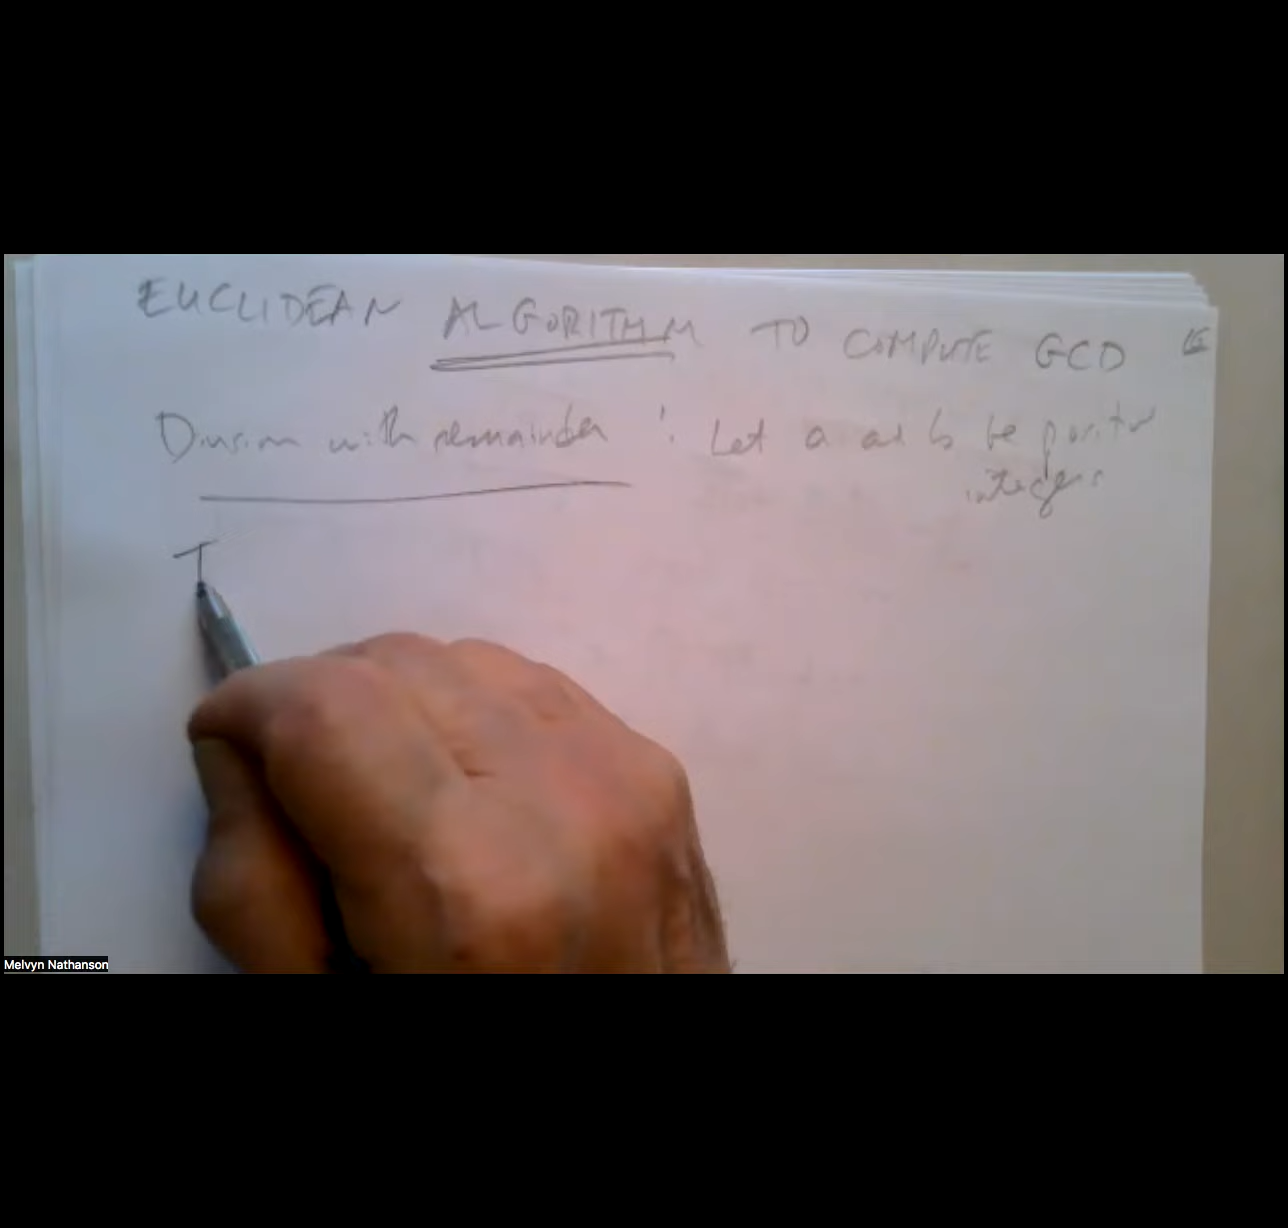 EUCLIDEAN ALGORITHM TO COMPUTE GCD
Division with remainder : Let a and b be positive
integers
T
Melvyn Nathanson